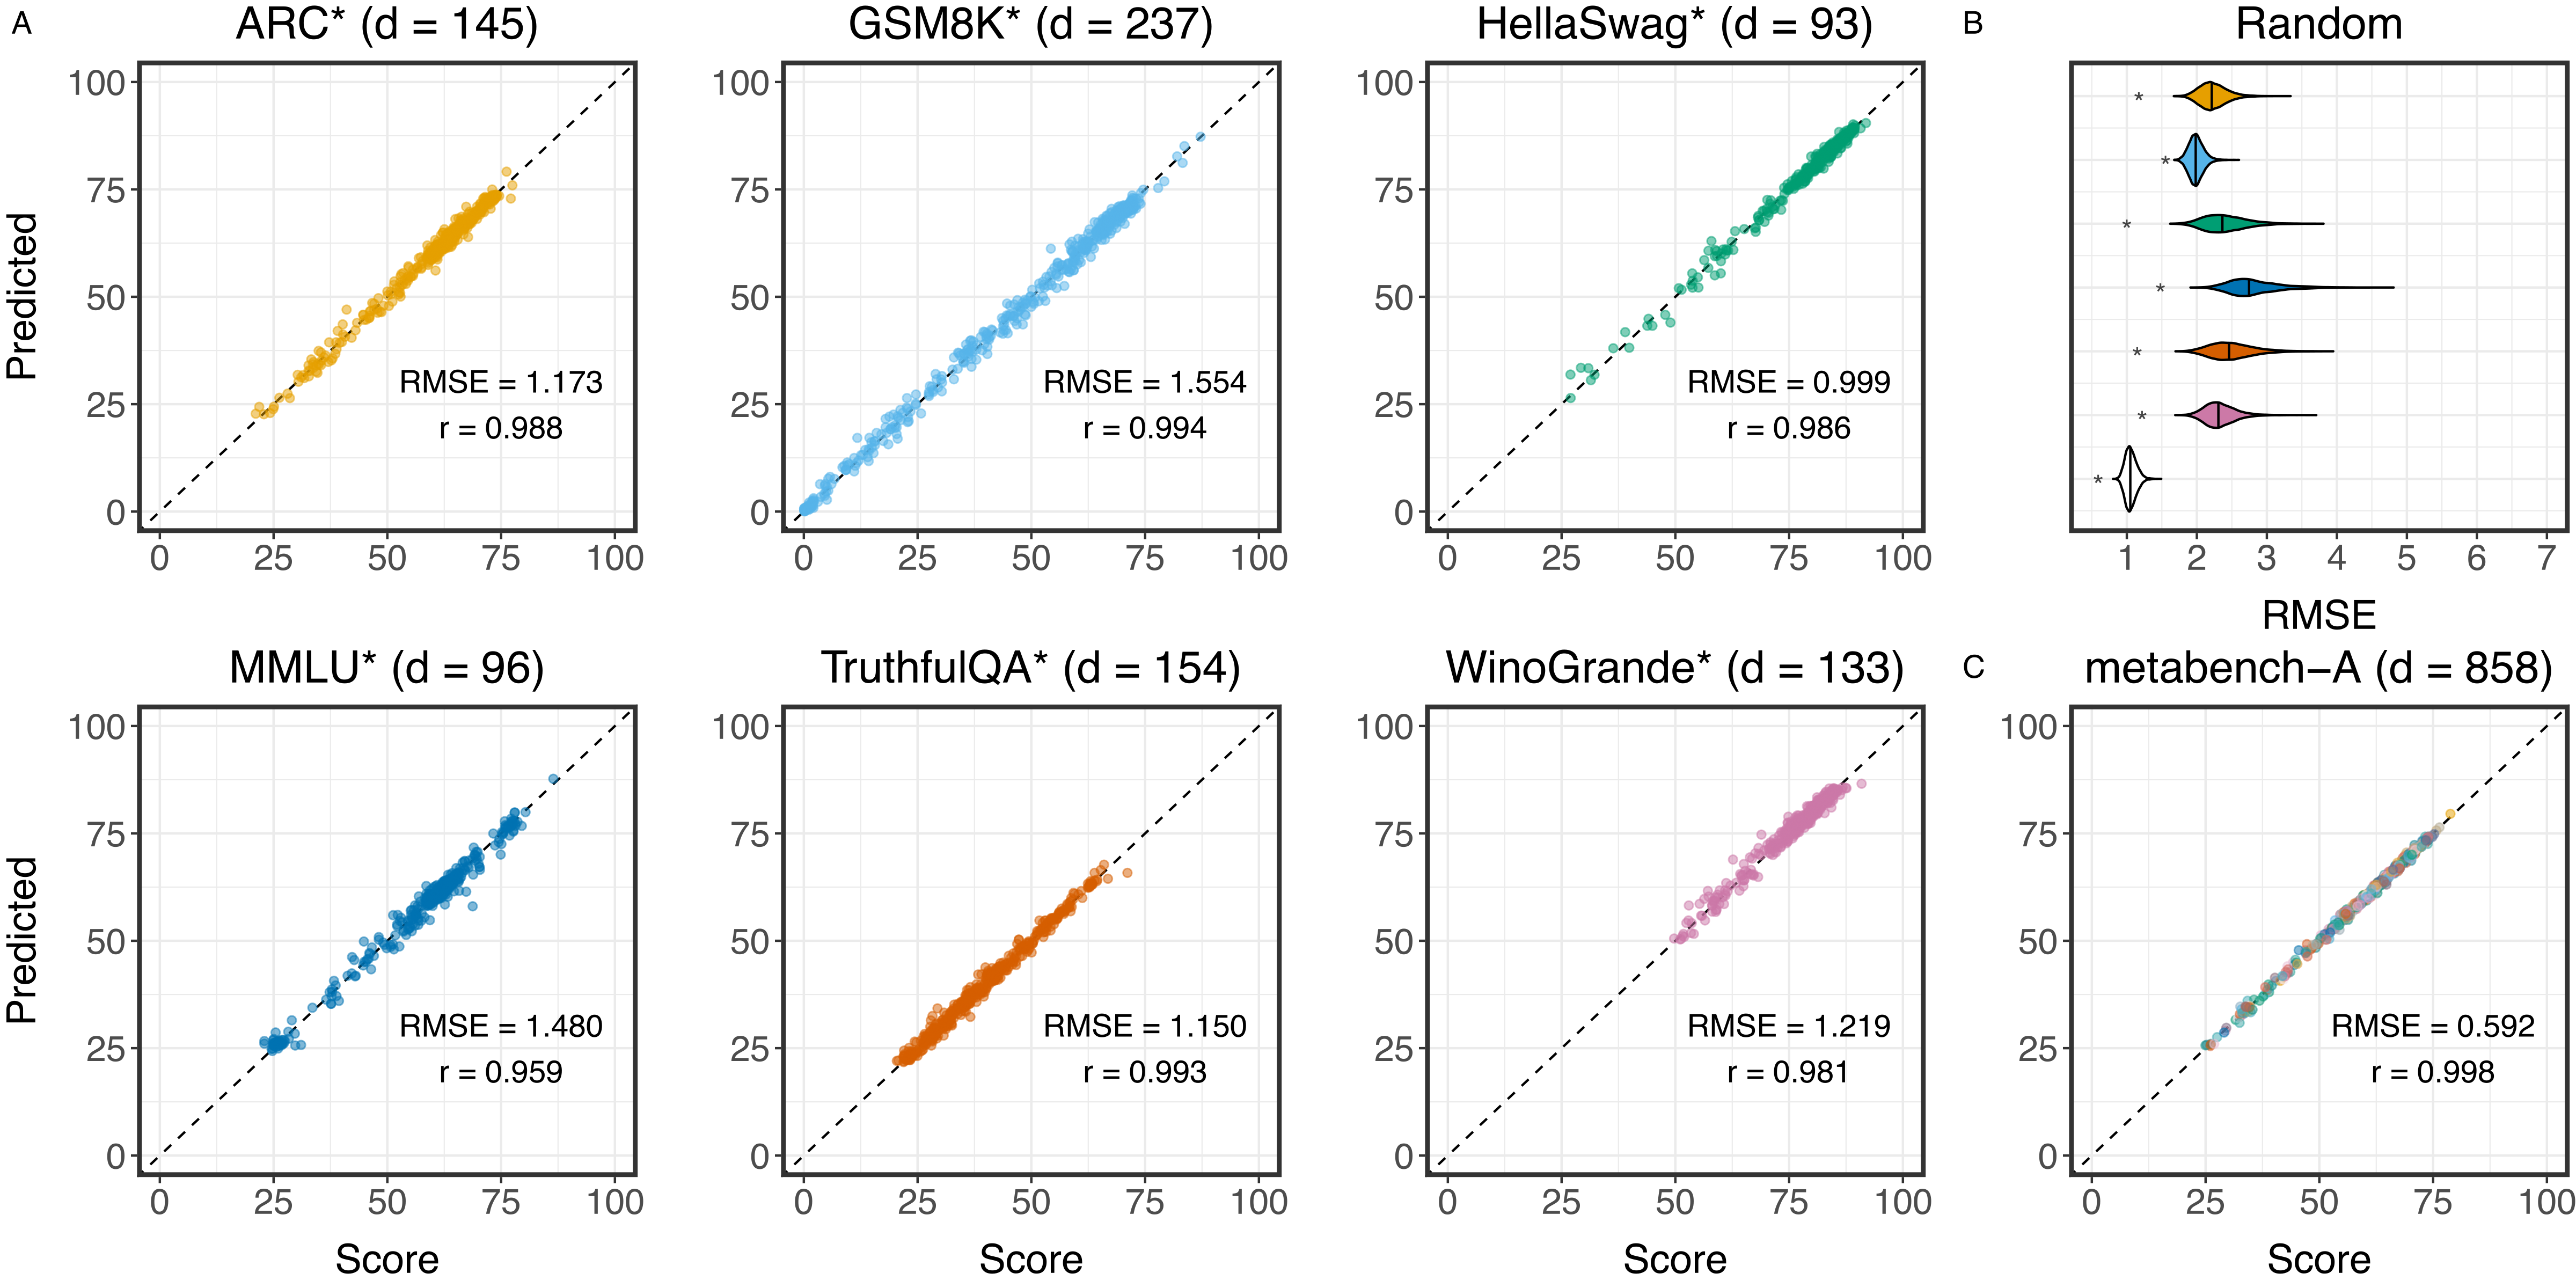 A
ARC* (d = 145)
GSM8K* (d = 237)
HellaSwag* (d = 93)
B
Random
Predicted
100
75
50
25
0
RMSE = 1.173
r = 0.988
0 25 50 75 100
100
75
50
25
0
RMSE = 1.554
r = 0.994
0 25 50 75 100
100
75
50
25
0
RMSE = 0.999
r = 0.986
0 25 50 75 100
*
*
*
*
*
*
*
1 2 3 4 5 6 7
RMSE
MMLU* (d = 96)
TruthfulQA* (d = 154)
WinoGrande* (d = 133)
C
metabench−A (d = 858)
Predicted
100
75
50
25
0
RMSE = 1.480
r = 0.959
0 25 50 75 100
Score
100
75
50
25
0
RMSE = 1.150
r = 0.993
0 25 50 75 100
Score
100
75
50
25
0
RMSE = 1.219
r = 0.981
0 25 50 75 100
Score
100
75
50
25
0
RMSE = 0.592
r = 0.998
0 25 50 75 100
Score